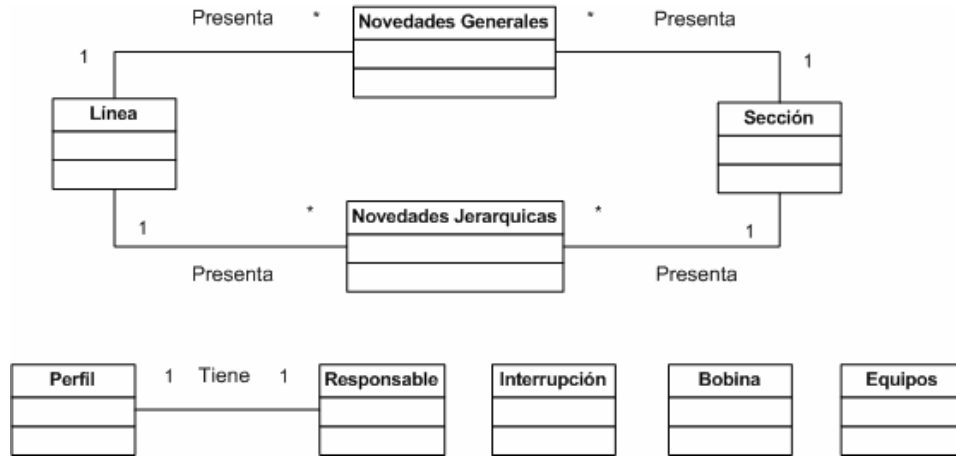 Presenta * Novedades Generales * Presenta
1 1
Línea Sección
* Novedades Jerarquicas *
1 1
Presenta Presenta
Perfil 1 Tiene 1 Responsable Interrupción Bobina Equipos